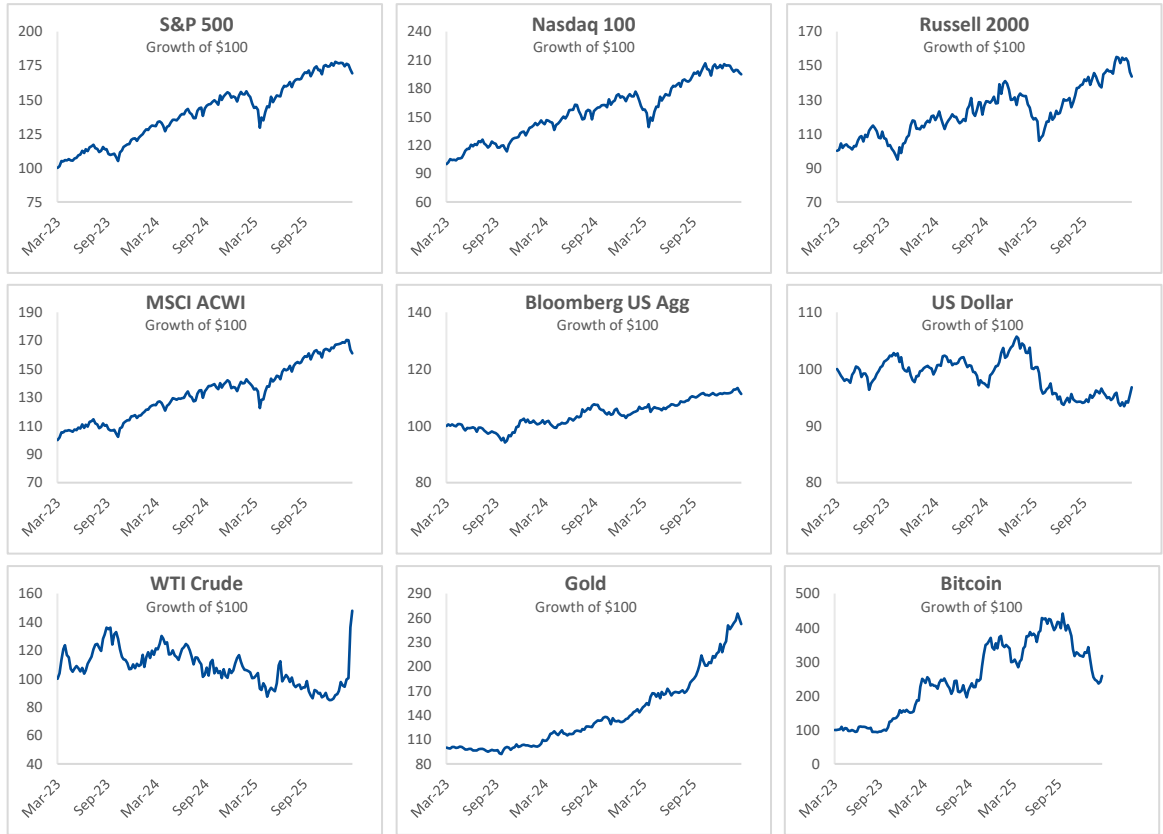 S&P 500
Growth of $100
200
175
150
125
100
75
Mar-23
Sep-23
Mar-24
Sep-24
Mar-25
Sep-25
Nasdaq 100
Growth of $100
240
210
180
150
120
90
60
Mar-23
Sep-23
Mar-24
Sep-24
Mar-25
Sep-25
Russell 2000
Growth of $100
170
150
130
110
90
70
Mar-23
Sep-23
Mar-24
Sep-24
Mar-25
Sep-25
MSCI ACWI
Growth of $100
190
170
150
130
110
90
70
Mar-23
Sep-23
Mar-24
Sep-24
Mar-25
Sep-25
Bloomberg US Agg
Growth of $100
140
120
100
80
Mar-23
Sep-23
Mar-24
Sep-24
Mar-25
Sep-25
US Dollar
Growth of $100
110
100
90
80
Mar-23
Sep-23
Mar-24
Sep-24
Mar-25
Sep-25
WTI Crude
Growth of $100
160
140
120
100
80
60
40
Mar-23
Sep-23
Mar-24
Sep-24
Mar-25
Sep-25
Gold
Growth of $100
290
260
230
200
170
140
110
80
Mar-23
Sep-23
Mar-24
Sep-24
Mar-25
Sep-25
Bitcoin
Growth of $100
500
400
300
200
100
0
Mar-23
Sep-23
Mar-24
Sep-24
Mar-25
Sep-25